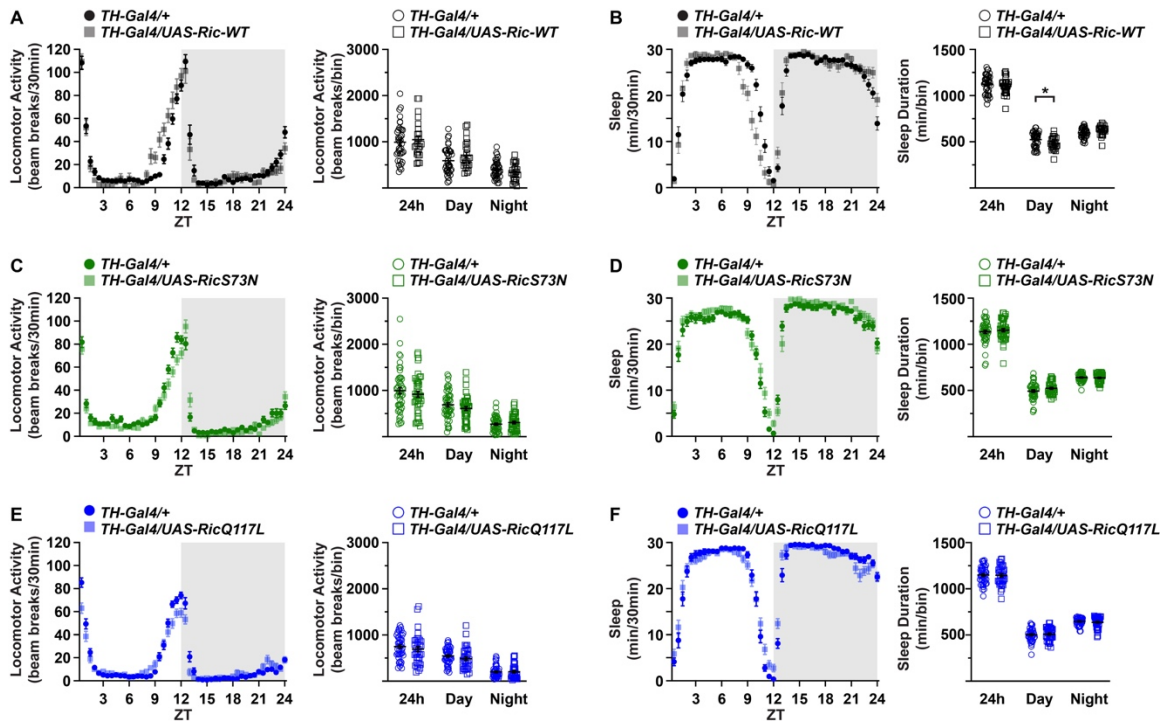 A
TH-Gal4/+
TH-Gal4/UAS-Ric-WT
Locomotor Activity
(beam breaks/30min)
120
100
80
60
40
20
0
3 6 9 12 15 18 21 24
ZT
TH-Gal4/+
TH-Gal4/UAS-Ric-WT
Locomotor Activity
(beam breaks/bin)
3000
2000
1000
0
24h Day Night
B
TH-Gal4/+
TH-Gal4/UAS-Ric-WT
Sleep
(min/30min)
30
20
10
0
3 6 9 12 15 18 21 24
ZT
TH-Gal4/+
TH-Gal4/UAS-Ric-WT
Sleep Duration
(min/bin)
1500
1000
500
0
*
24h Day Night
C
TH-Gal4/+
TH-Gal4/UAS-RicS73N
Locomotor Activity
(beam breaks/30min)
120
100
80
60
40
20
0
3 6 9 12 15 18 21 24
ZT
TH-Gal4/+
TH-Gal4/UAS-RicS73N
Locomotor Activity
(beam breaks/bin)
3000
2000
1000
0
24h Day Night
D
TH-Gal4/+
TH-Gal4/UAS-RicS73N
Sleep
(min/30min)
30
20
10
0
3 6 9 12 15 18 21 24
ZT
TH-Gal4/+
TH-Gal4/UAS-RicS73N
Sleep Duration
(min/bin)
1500
1000
500
0
24h Day Night
E
TH-Gal4/+
TH-Gal4/UAS-RicQ117L
Locomotor Activity
(beam breaks/30min)
120
100
80
60
40
20
0
3 6 9 12 15 18 21 24
ZT
TH-Gal4/+
TH-Gal4/UAS-RicQ117L
Locomotor Activity
(beam breaks/bin)
3000
2000
1000
0
24h Day Night
F
TH-Gal4/+
TH-Gal4/UAS-RicQ117L
Sleep
(min/30min)
30
20
10
0
3 6 9 12 15 18 21 24
ZT
TH-Gal4/+
TH-Gal4/UAS-RicQ117L
Sleep Duration
(min/bin)
1500
1000
500
0
24h Day Night